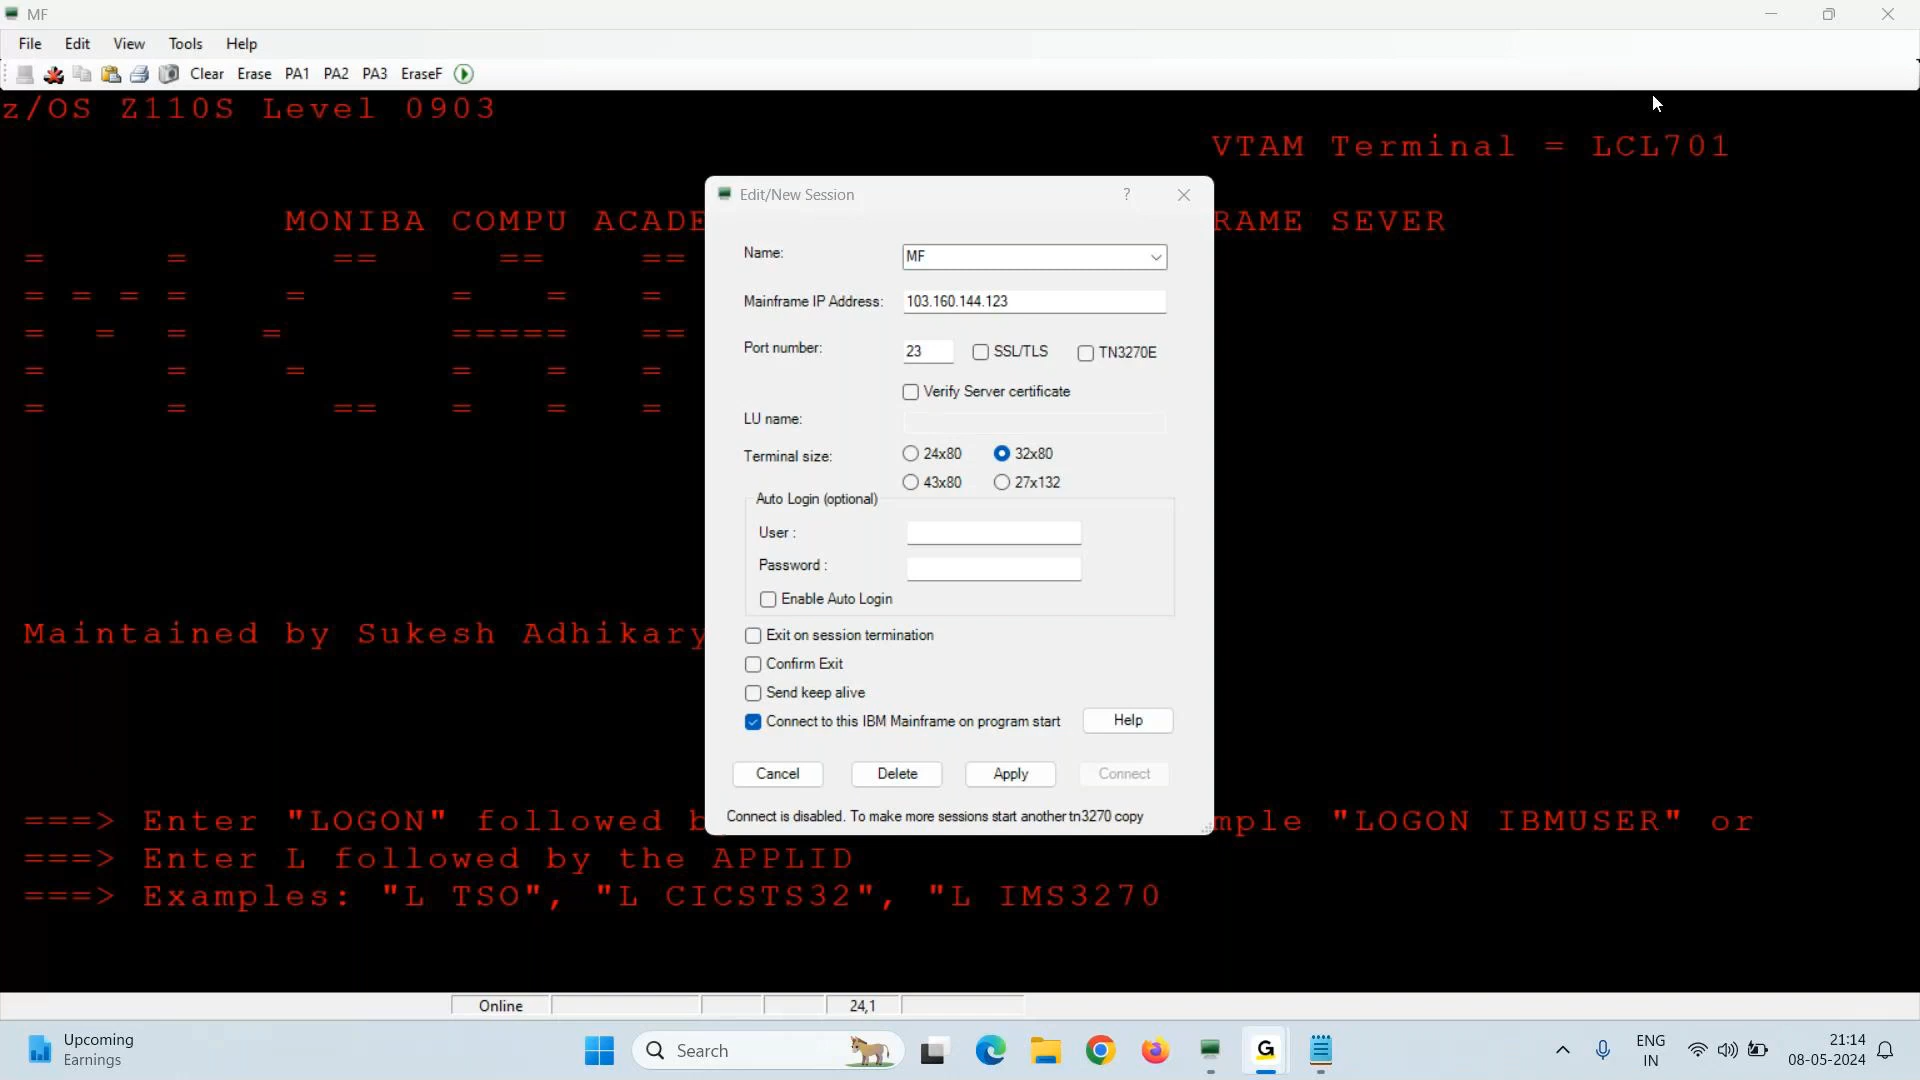 MF
File Edit View Tools Help
Clear Erase PA1 PA2 PA3 EraseF
z/OS Z110S Level 0903
VTAM Terminal = LCL701
MONIBA COMPU ACADE
RAME SEVER
= = == == ==
= = = = = = = =
= = = = ===== ==
= = = = = =
= = == = = =
Maintained by Sukesh Adhikary
===> Enter "LOGON" followed b
mple "LOGON IBMUSER" or
===> Enter L followed by the APPLID
===> Examples: "L TSO", "L CICSTS32", "L IMS3270
Edit/New Session ?
Name: MF
Mainframe IP Address: 103.160.144.123
Port number: 23 SSL/TLS TN3270E
Verify Server certificate
LU name:
Terminal size: 24x80 32x80
43x80 27x132
Auto Login (optional)
User :
Password :
Enable Auto Login
Exit on session termination
Confirm Exit
Send keep alive
Connect to this IBM Mainframe on program start Help
Cancel Delete Apply Connect
Connect is disabled. To make more sessions start another tn3270 copy
Online 24,1
Upcoming
Earnings
Search
G
ENG
IN
21:14
08-05-2024